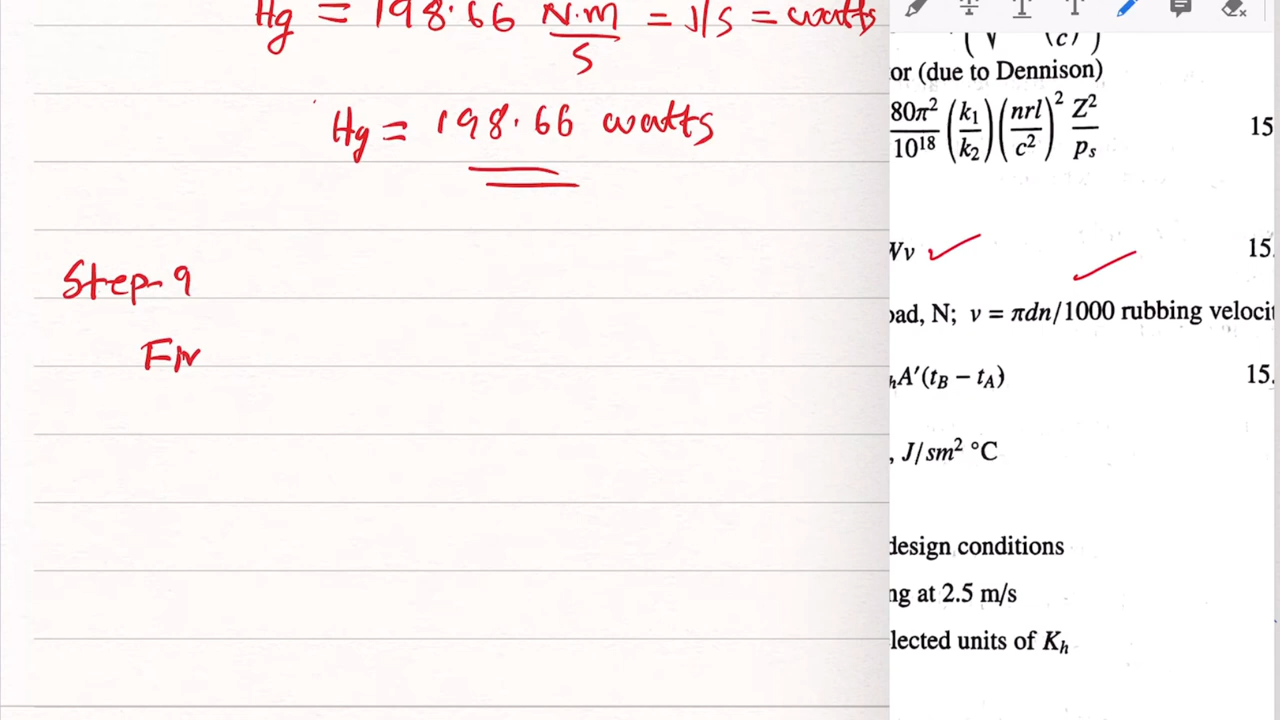 Hg = 198.66 N.m/s = J/s = watts
Hg = 198.66 watts
Step-9
Fin
or (due to Dennison)
80π²/10¹⁸ (k₁/k₂) (nrl/c²)² Z²/pₛ 15
Wv ✓ ✓ 15.
oad, N; v = πdn/1000 rubbing veloci
ₕA′(t_B − t_A) 15.
, J/sm² °C
design conditions
ng at 2.5 m/s
lected units of Kₕ